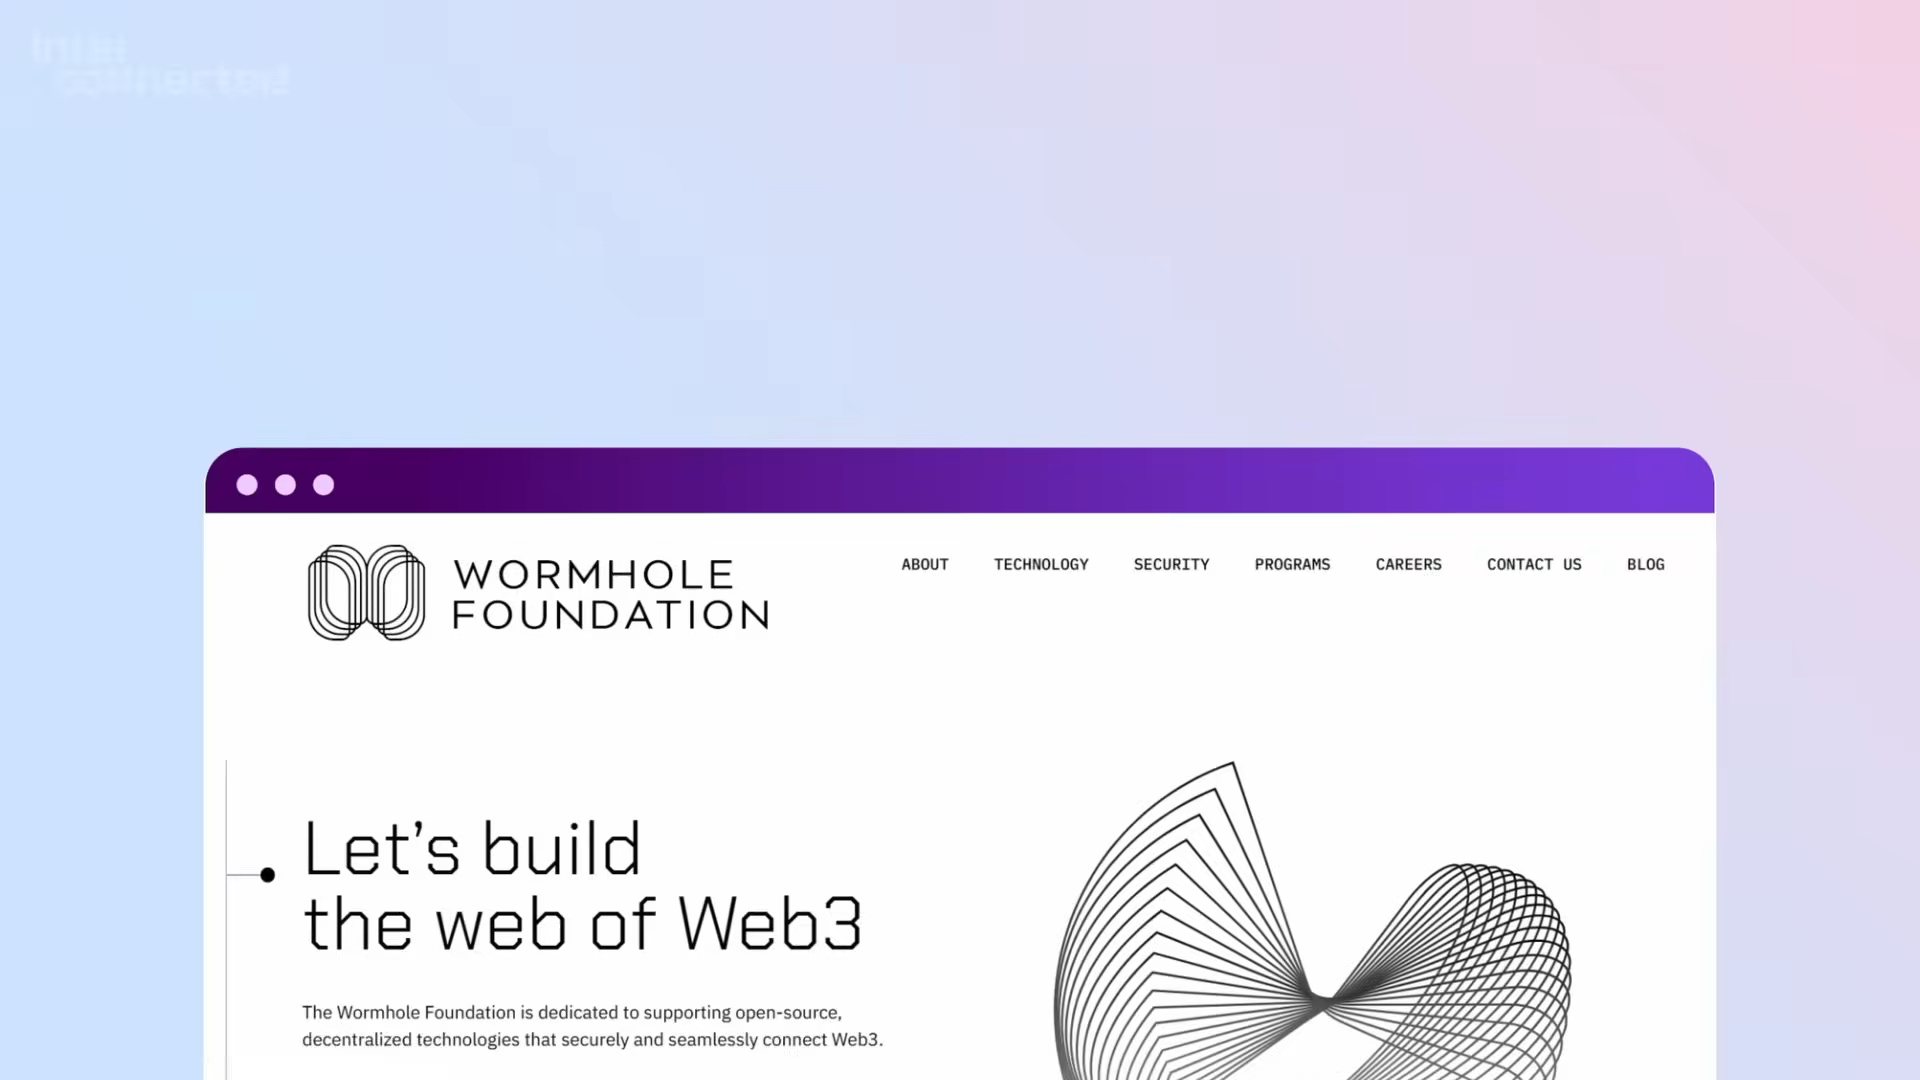 connected
WORMHOLE
FOUNDATION
ABOUT TECHNOLOGY SECURITY PROGRAMS CAREERS CONTACT US BLOG
Let’s build
the web of Web3
The Wormhole Foundation is dedicated to supporting open-source,
decentralized technologies that securely and seamlessly connect Web3.